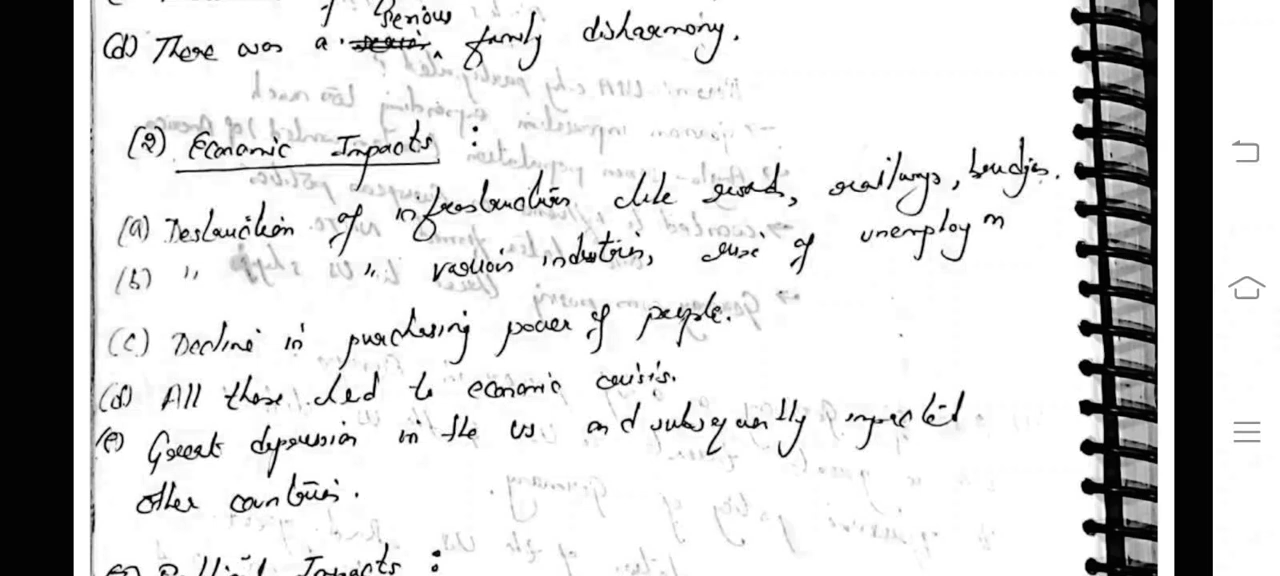 Serious
(d) There was a family disharmony.
(2) Economic Impacts :
(a) Destruction of infrastructure like roads, railways, bridges.
(b) " " various industries, rise of unemploym
(c) Decline in purchasing power of people.
(d) All these led to economic crisis.
(e) Great depression in the US and subsequently impacted
other countries.
Impacts :